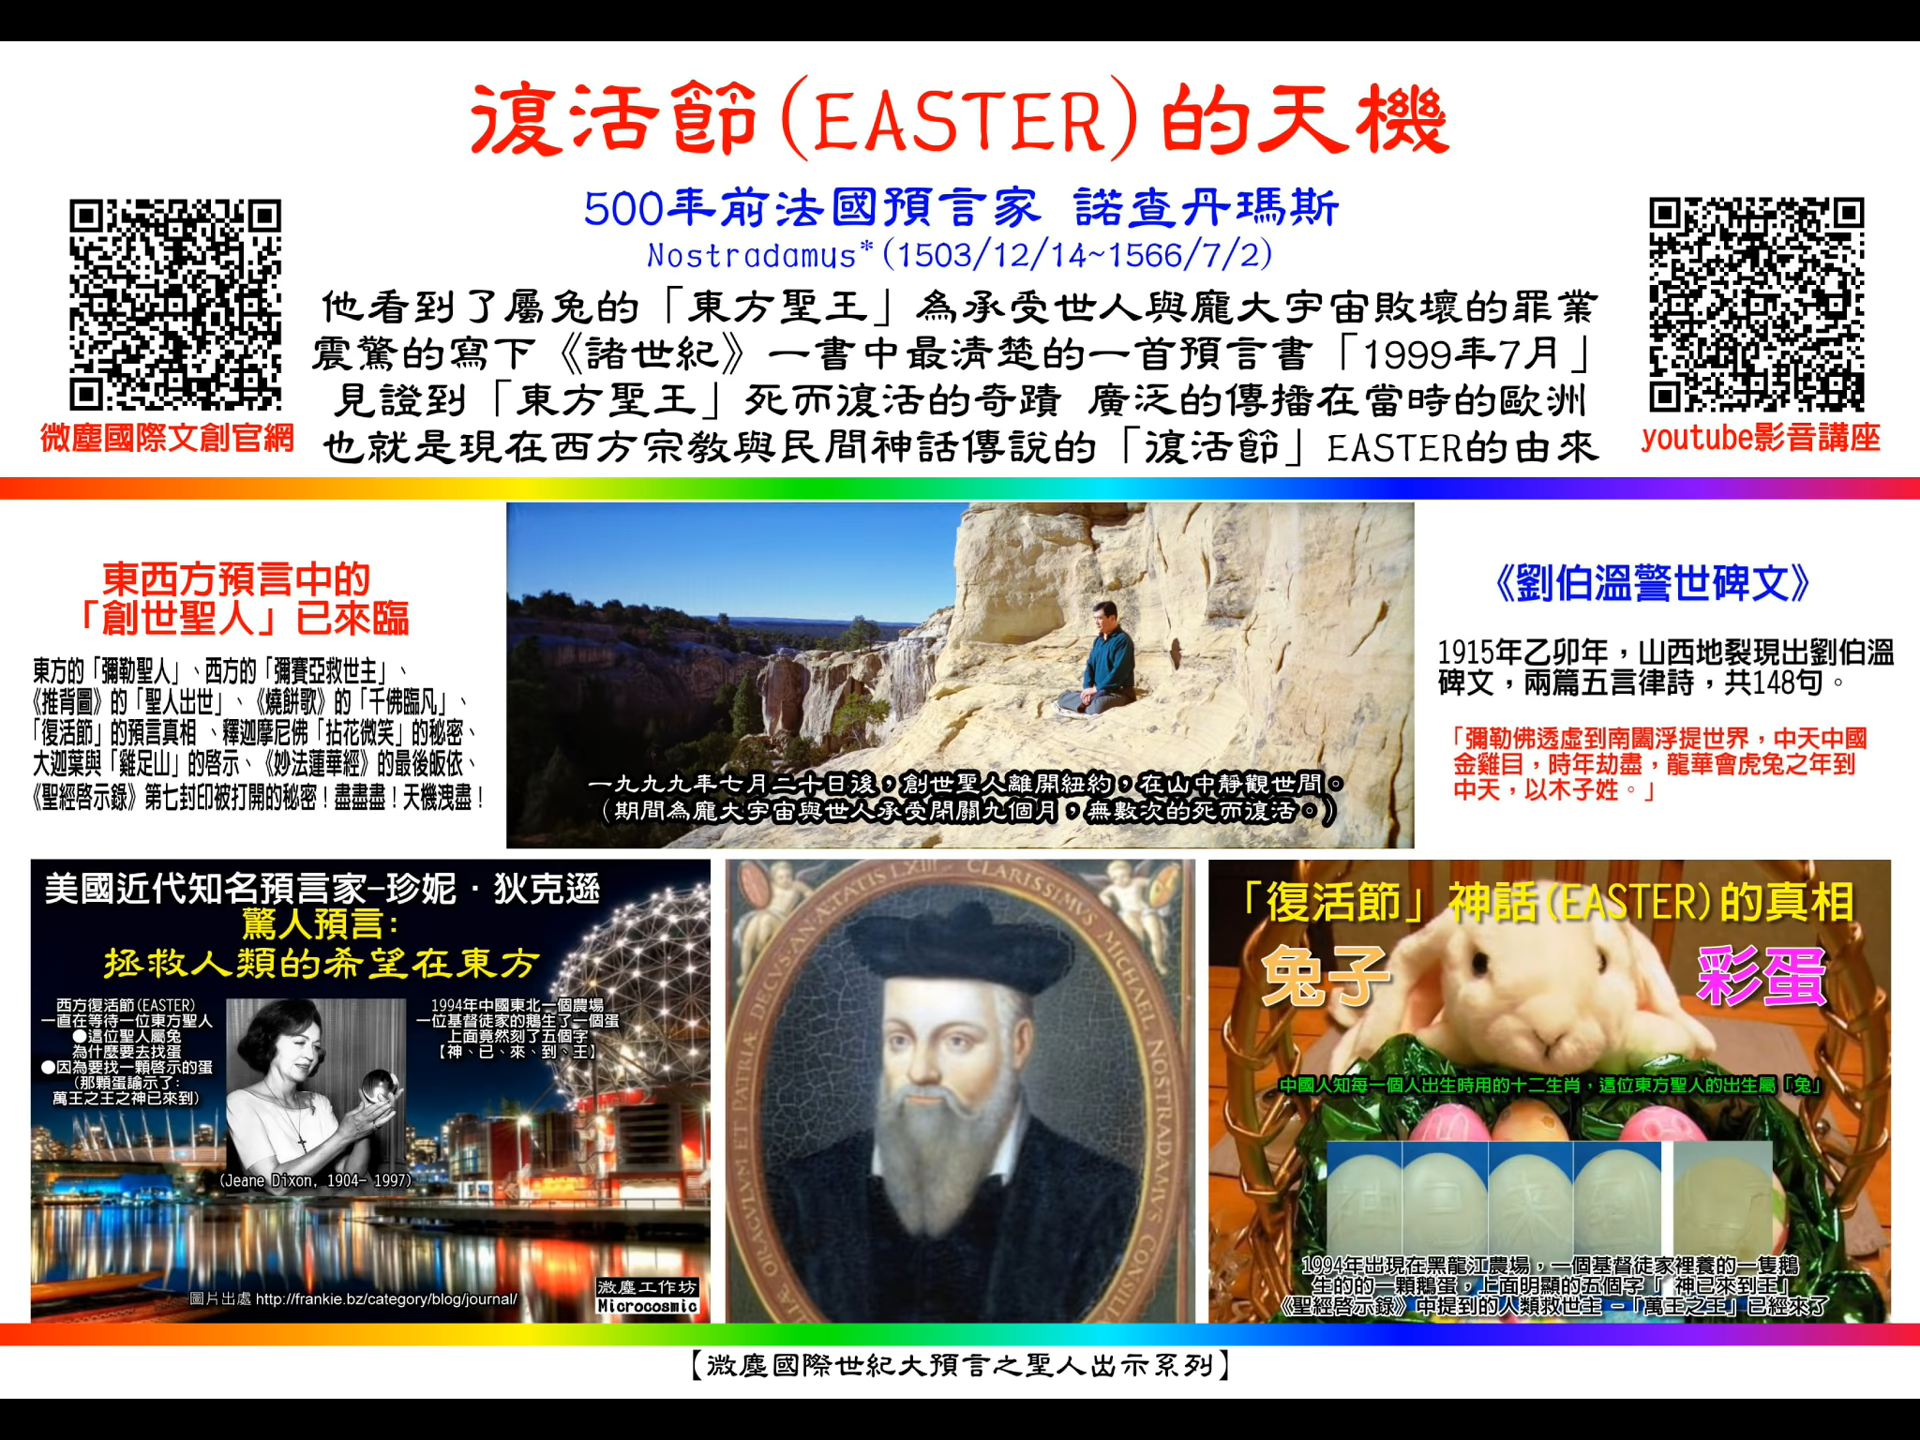 復活節(EASTER)的天機
500年前法國預言家 諾查丹瑪斯
Nostradamus*(1503/12/14~1566/7/2)
他看到了屬兔的「東方聖王」為承受世人與龐大宇宙敗壞的罪業
震驚的寫下《諸世紀》一書中最清楚的一首預言書「1999年7月」
見證到「東方聖王」死而復活的奇蹟 廣泛的傳播在當時的歐洲
也就是現在西方宗教與民間神話傳說的「復活節」EASTER的由來
微塵國際文創官網
youtube影音講座
東西方預言中的
「創世聖人」已來臨
東方的「彌勒聖人」、西方的「彌賽亞救世主」、
《推背圖》的「聖人出世」、《燒餅歌》的「千佛臨凡」、
「復活節」的預言真相 、釋迦摩尼佛「拈花微笑」的秘密、
大迦葉與「雞足山」的啓示、《妙法蓮華經》的最後皈依、
《聖經啓示錄》第七封印被打開的秘密！盡盡盡！天機洩盡！
一九九九年七月二十日後，創世聖人離開紐約，在山中靜觀世間。
（期間為龐大宇宙與世人承受閉關九個月，無數次的死而復活。）
《劉伯溫警世碑文》
1915年乙卯年，山西地裂現出劉伯溫
碑文，兩篇五言律詩，共148句。
「彌勒佛透虛到南閻浮提世界，中天中國
金雞目，時年劫盡，龍華會虎兔之年到
中天，以木子姓。」
美國近代知名預言家-珍妮．狄克遜
驚人預言:
拯救人類的希望在東方
西方復活節(EASTER)
一直在等待一位東方聖人
●這位聖人屬兔
為什麼要去找蛋
●因為要找一顆啓示的蛋
(那顆蛋諭示了:
萬王之王之神已來到)
1994年中國東北一個農場
一位基督徒家的鵝生了一個蛋
上面竟然刻了五個字
【神、已、來、到、王】
(Jeane Dixon, 1904- 1997)
圖片出處 http://frankie.bz/category/blog/journal/
微塵工作坊
Microcosmic
ÆTATIS LXIII - CLARISSIMVS MICHAEL NOSTRADAMVS CONSILI
ORACVLVM ET PATRIÆ DECVS
「復活節」神話(EASTER)的真相
兔子
彩蛋
中國人知每一個人出生時用的十二生肖，這位東方聖人的出生屬「兔」
1994年出現在黑龍江農場，一個基督徒家裡養的一隻鵝
生的的一顆鵝蛋，上面明顯的五個字「 神已來到王」
《聖經啓示錄》中提到的人類救世主 -「萬王之王」已經來了
【微塵國際世紀大預言之聖人出示系列】